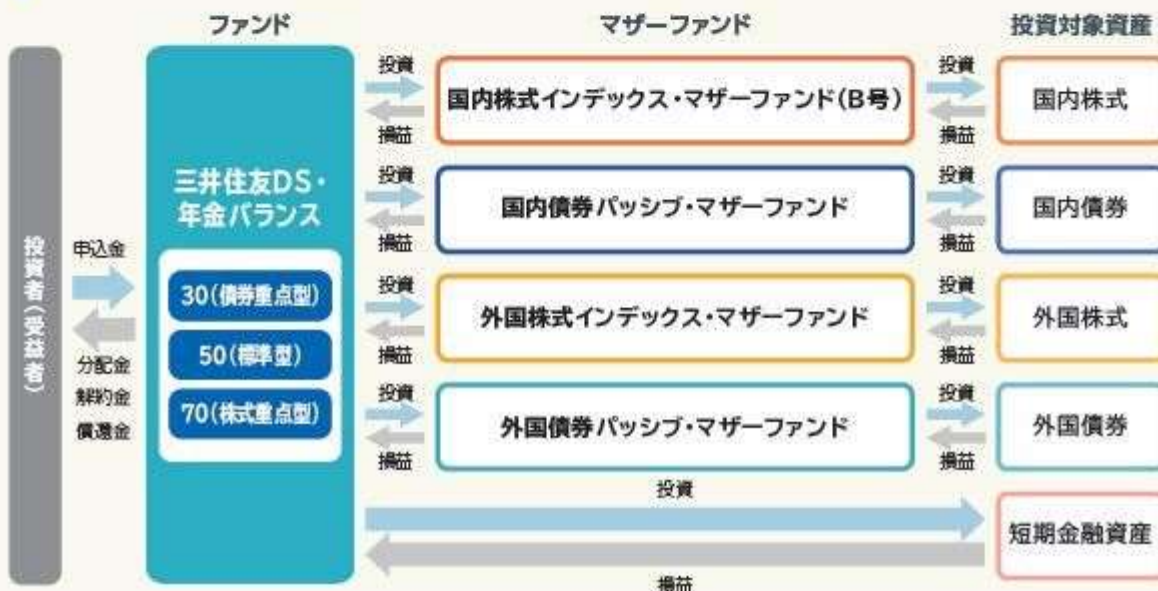 ファンド
マザーファンド
投資対象資産
投資者(受益者)
申込金
分配金
解約金
償還金
三井住友DS・
年金バランス
30(債券重点型)
50(標準型)
70(株式重点型)
投資
損益
国内株式インデックス・マザーファンド(B号)
投資
損益
国内株式
投資
損益
国内債券パッシブ・マザーファンド
投資
損益
国内債券
投資
損益
外国株式インデックス・マザーファンド
投資
損益
外国株式
投資
損益
外国債券パッシブ・マザーファンド
投資
損益
外国債券
投資
損益
短期金融資産